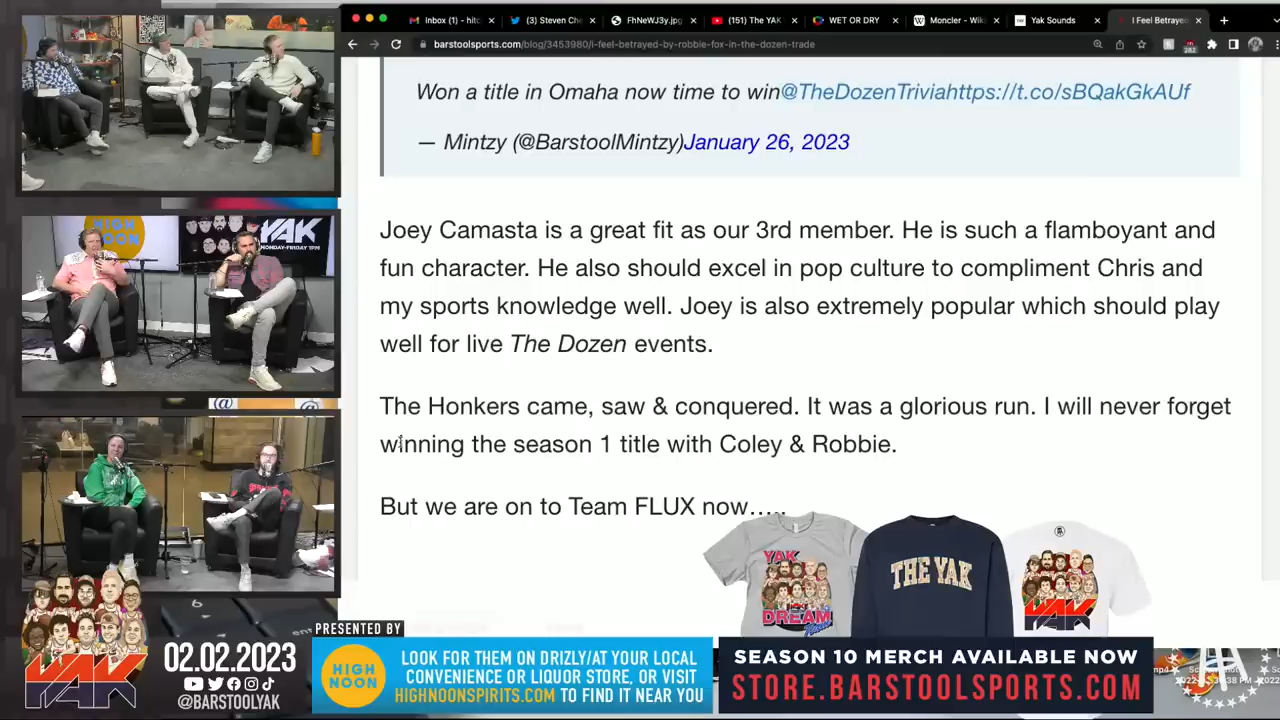 Inbox (1) - hitc
(3) Steven Che
FhNeWJ3y.jpg
(151) The YAK
WET OR DRY
Moncler - Wiki
Yak Sounds
I Feel Betrayed
barstoolsports.com/blog/3453980/i-feel-betrayed-by-robbie-fox-in-the-dozen-trade
Won a title in Omaha now time to win@TheDozenTriviahttps://t.co/sBQakGkAUf
— Mintzy (@BarstoolMintzy)January 26, 2023
Joey Camasta is a great fit as our 3rd member. He is such a flamboyant and
fun character. He also should excel in pop culture to compliment Chris and
my sports knowledge well. Joey is also extremely popular which should play
well for live The Dozen events.
The Honkers came, saw & conquered. It was a glorious run. I will never forget
winning the season 1 title with Coley & Robbie.
But we are on to Team FLUX now…..
HIGH
NOON
YAK
MONDAY-FRIDAY 1PM
YAK
DREAM
THE YAK
YAK
YAK
02.02.2023
@BARSTOOLYAK
PRESENTED BY
HIGH
NOON
LOOK FOR THEM ON DRIZLY/AT YOUR LOCAL
CONVENIENCE OR LIQUOR STORE, OR VISIT
HIGHNOONSPIRITS.COM TO FIND IT NEAR YOU
SEASON 10 MERCH AVAILABLE NOW
STORE.BARSTOOLSPORTS.COM